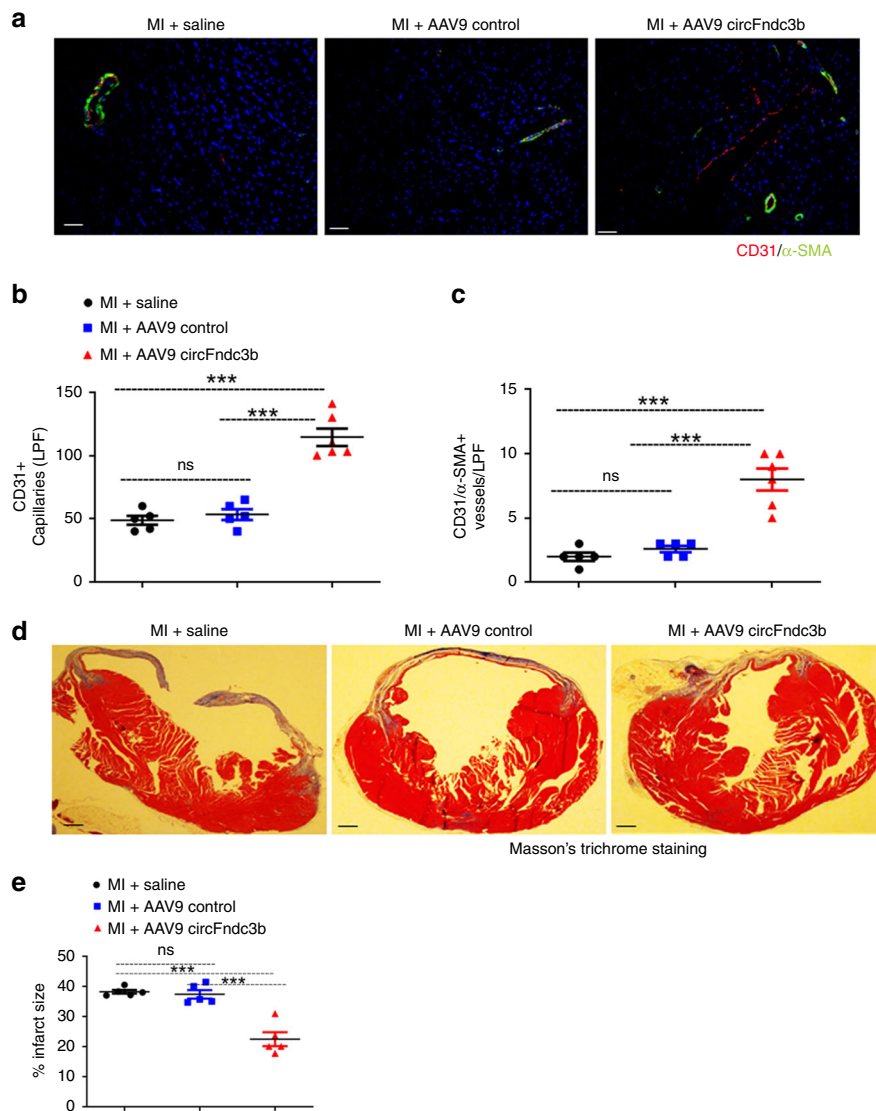 a
MI + saline
MI + AAV9 control
MI + AAV9 circFndc3b
CD31/α-SMA
b
MI + saline
MI + AAV9 control
MI + AAV9 circFndc3b
CD31+
Capillaries (LPF)
150
100
50
0
ns
***
***
c
CD31/α-SMA+
vessels/LPF
15
10
5
0
ns
***
***
d
MI + saline
MI + AAV9 control
MI + AAV9 circFndc3b
Masson's trichrome staining
e
MI + saline
MI + AAV9 control
MI + AAV9 circFndc3b
% infarct size
50
40
30
20
10
0
ns
***
***